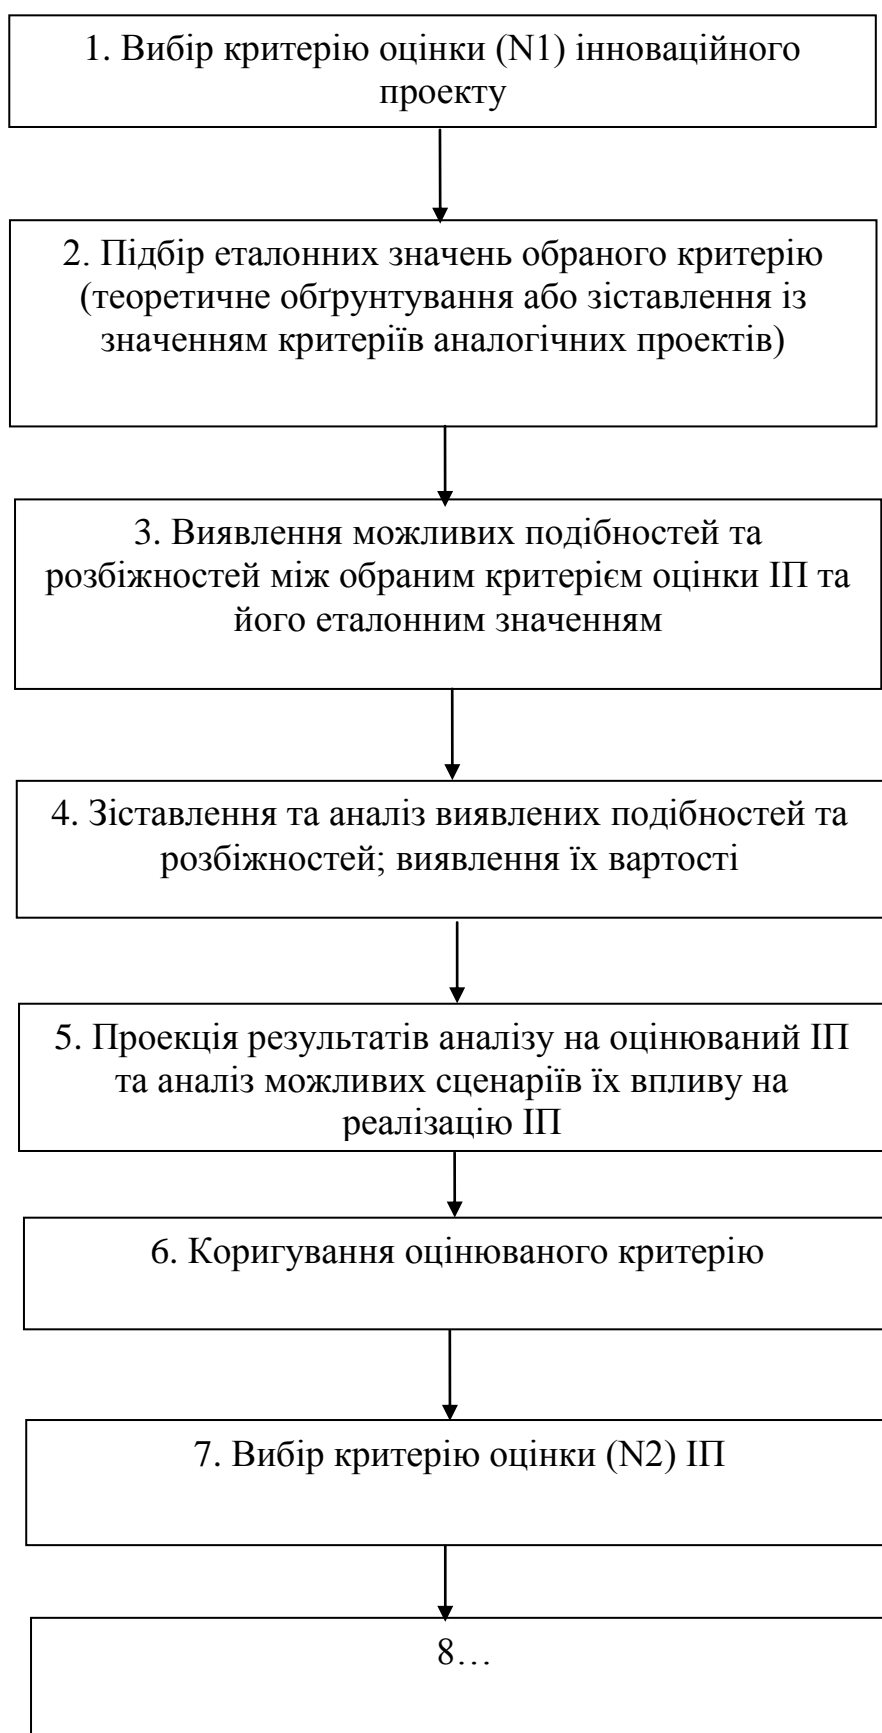 1. Вибір критерію оцінки (N1) інноваційного
проекту
2. Підбір еталонних значень обраного критерію
(теоретичне обґрунтування або зіставлення із
значенням критеріїв аналогічних проектів)
3. Виявлення можливих подібностей та
розбіжностей між обраним критерієм оцінки ІП та
його еталонним значенням
4. Зіставлення та аналіз виявлених подібностей та
розбіжностей; виявлення їх вартості
5. Проекція результатів аналізу на оцінюваний ІП
та аналіз можливих сценаріїв їх впливу на
реалізацію ІП
6. Коригування оцінюваного критерію
7. Вибір критерію оцінки (N2) ІП
8…